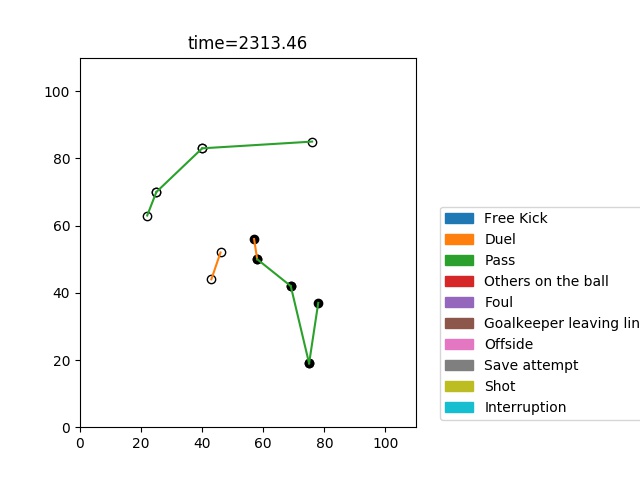 time=2313.46
100
80
60
40
20
0
0 20 40 60 80 100
Free Kick
Duel
Pass
Others on the ball
Foul
Goalkeeper leaving lin
Offside
Save attempt
Shot
Interruption